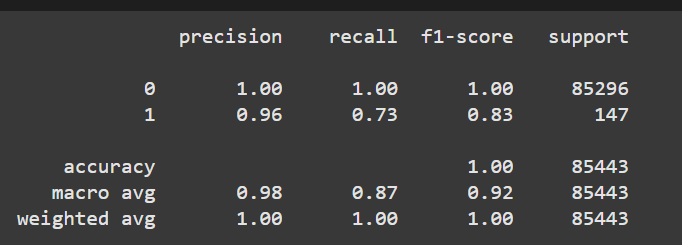 precision recall f1-score support
0 1.00 1.00 1.00 85296
1 0.96 0.73 0.83 147
accuracy 1.00 85443
macro avg 0.98 0.87 0.92 85443
weighted avg 1.00 1.00 1.00 85443